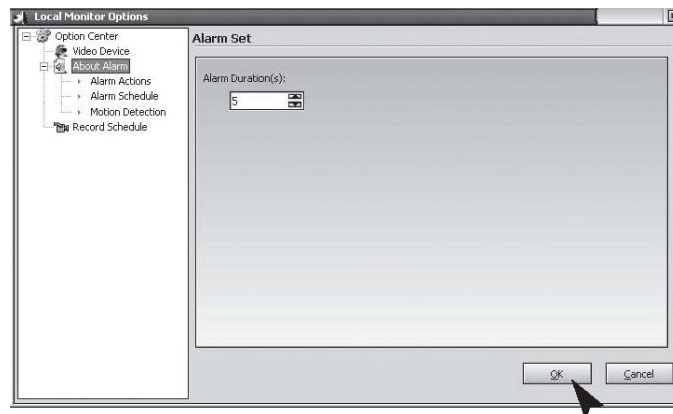 Local Monitor Options
Option Center
Video Device
About Alarm
Alarm Actions
Alarm Schedule
Motion Detection
Record Schedule
Alarm Set
Alarm Duration(s):
5
OK
Cancel